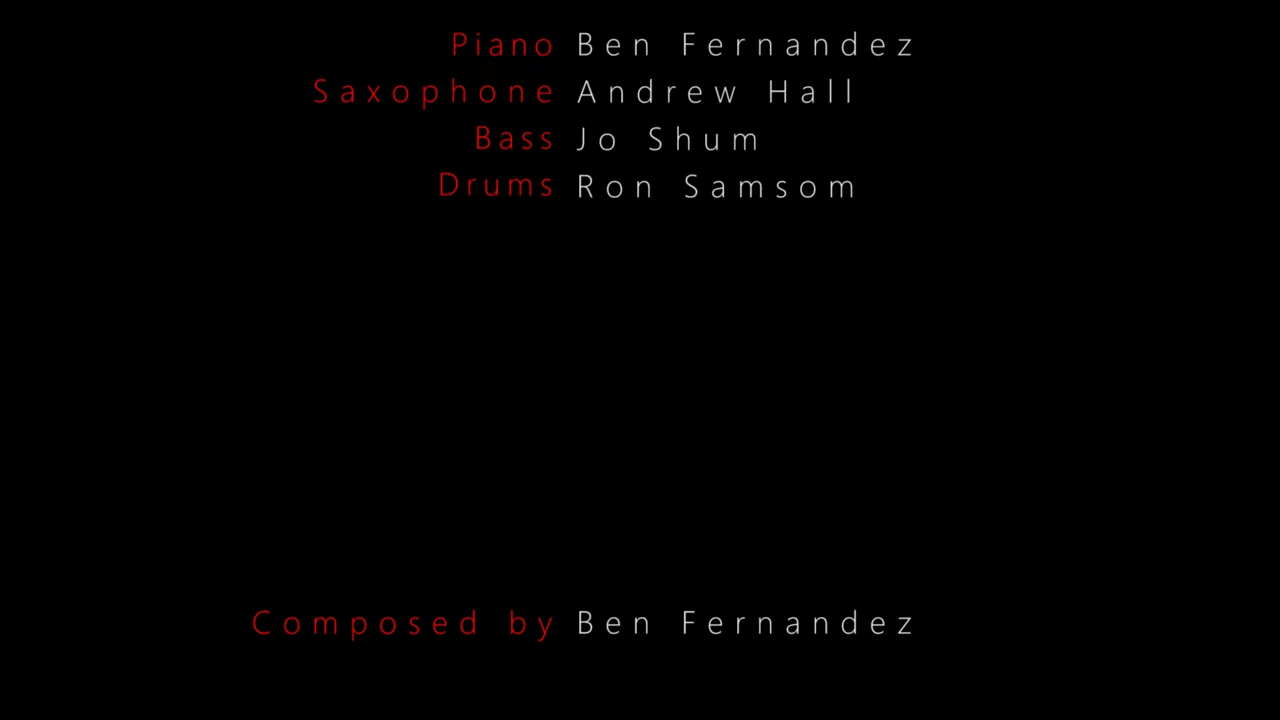 Piano Ben Fernandez
Saxophone Andrew Hall
Bass Jo Shum
Drums Ron Samsom
Composed by Ben Fernandez